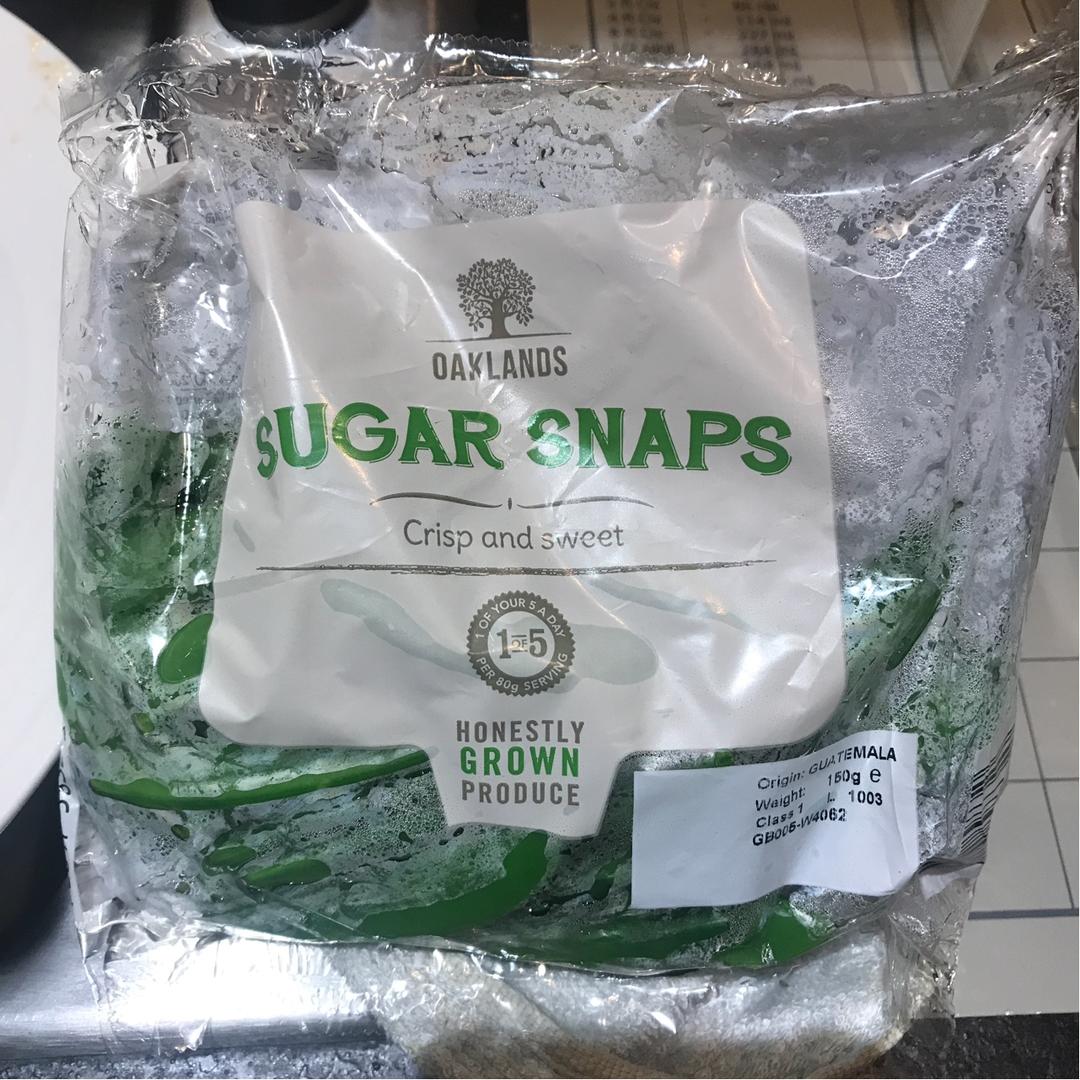 OAKLANDS
SUGAR SNAPS
Crisp and sweet
1 OF YOUR 5 A DAY
1 OF 5
PER 80g SERVING
HONESTLY
GROWN
PRODUCE
Origin: GUATEMALA
Weight: 150g e
Class 1 L 1003
GB005-W4062